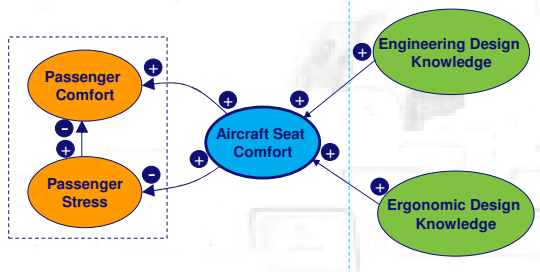 Engineering Design
Knowledge
+
Passenger
Comfort
+
+
+
Aircraft Seat
Comfort
–
+
+
+
–
Passenger
Stress
+
Ergonomic Design
Knowledge